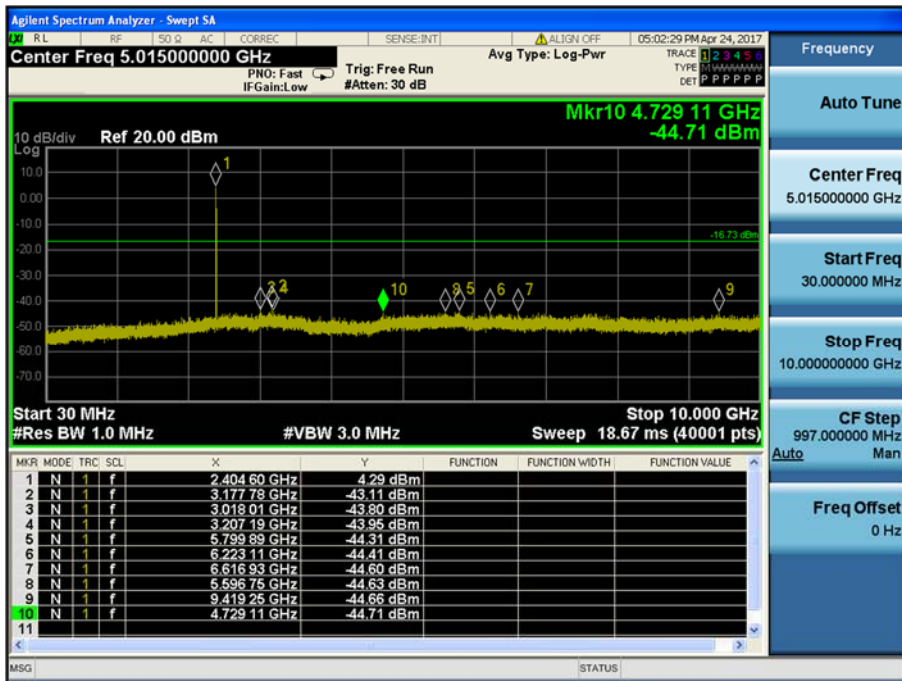 Agilent Spectrum Analyzer - Swept SA
LXI RL RF 50 Ω AC CORREC SENSE:INT ALIGN OFF 05:02:29 PM Apr 24, 2017
Center Freq 5.015000000 GHz
PNO: Fast
IFGain:Low
Trig: Free Run
#Atten: 30 dB
Avg Type: Log-Pwr
TRACE 1 2 3 4 5 6
TYPE M W W W W W
DET P P P P P P
Mkr10 4.729 11 GHz
-44.71 dBm
10 dB/div
Log
Ref 20.00 dBm
10.0
0.00
-10.0
-20.0
-30.0
-40.0
-50.0
-60.0
-70.0
-16.73 dBm
1
2 3 4 10 8 5 6 7 9
Start 30 MHz
Stop 10.000 GHz
#Res BW 1.0 MHz
#VBW 3.0 MHz
Sweep 18.67 ms (40001 pts)
MKR MODE TRC SCL X Y FUNCTION FUNCTION WIDTH FUNCTION VALUE
1 N 1 f 2.404 60 GHz 4.29 dBm
2 N 1 f 3.177 78 GHz -43.11 dBm
3 N 1 f 3.018 01 GHz -43.80 dBm
4 N 1 f 3.207 19 GHz -43.95 dBm
5 N 1 f 5.799 89 GHz -44.31 dBm
6 N 1 f 6.223 11 GHz -44.41 dBm
7 N 1 f 6.616 93 GHz -44.60 dBm
8 N 1 f 5.596 75 GHz -44.63 dBm
9 N 1 f 9.419 25 GHz -44.66 dBm
10 N 1 f 4.729 11 GHz -44.71 dBm
11
MSG
STATUS
Frequency
Auto Tune
Center Freq
5.015000000 GHz
Start Freq
30.000000 MHz
Stop Freq
10.000000000 GHz
CF Step
997.000000 MHz
Auto Man
Freq Offset
0 Hz